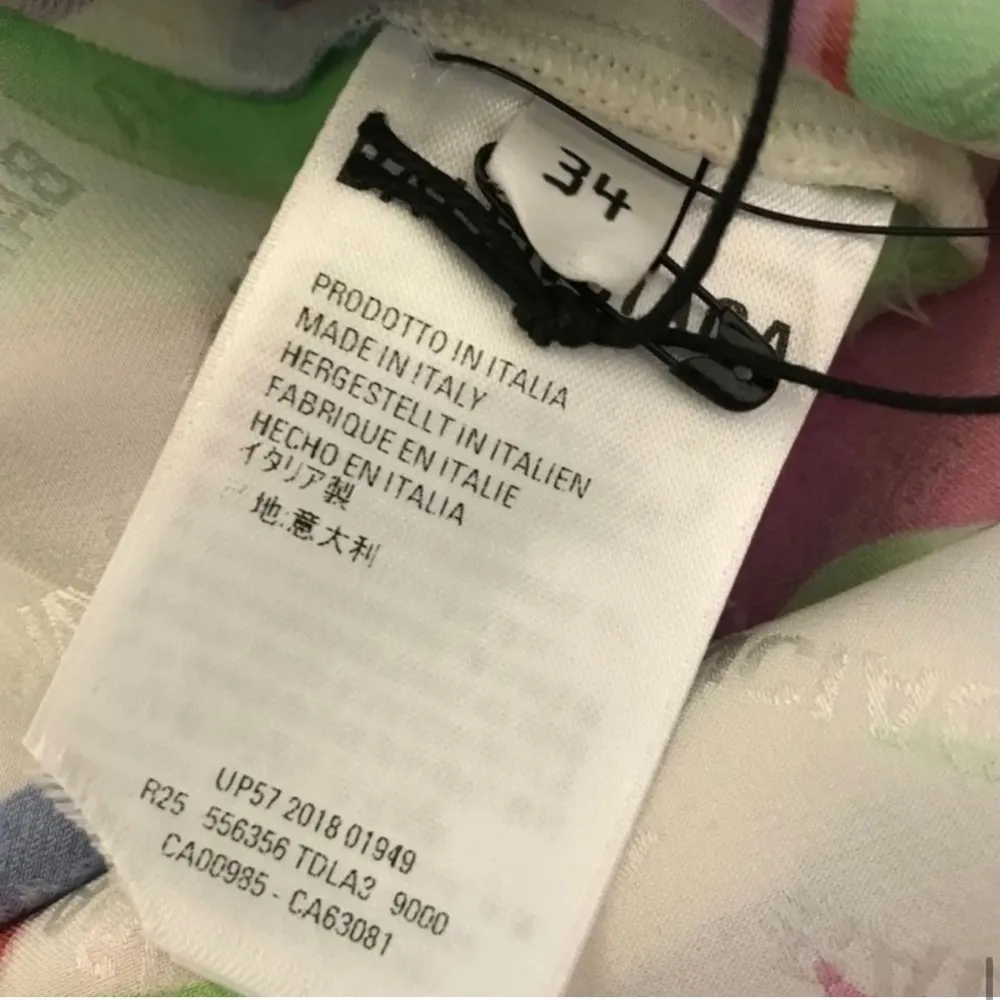 34
PRODOTTO IN ITALIA
MADE IN ITALY
HERGESTELLT IN ITALIEN
FABRIQUE EN ITALIE
HECHO EN ITALIA
イタリア製
地:意大利
UP57 2018 01949
R25 556356 TDLA3 9000
CA00985 - CA63081